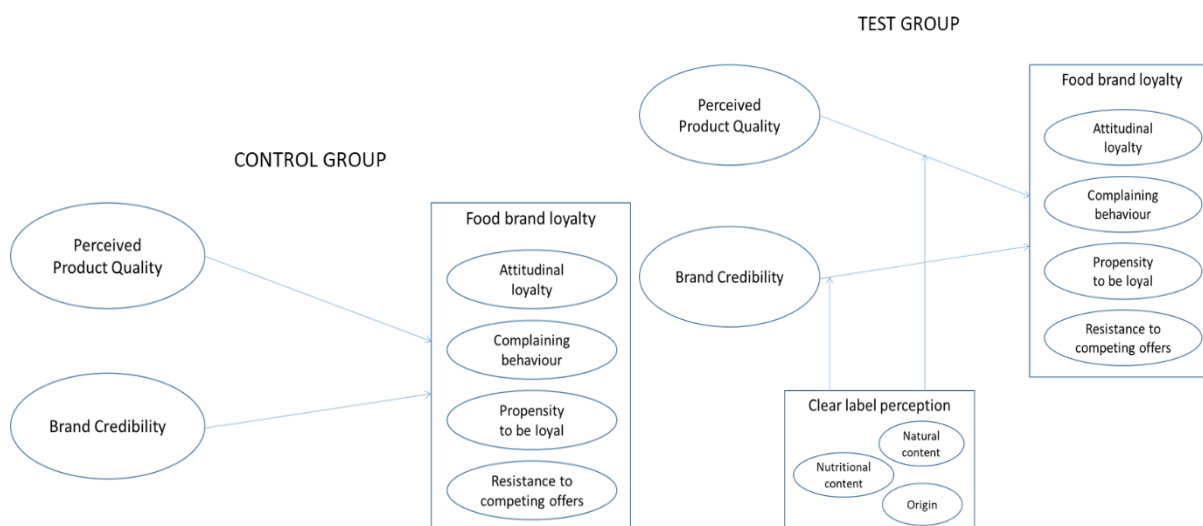 CONTROL GROUP
Perceived
Product Quality
Brand Credibility
Food brand loyalty
Attitudinal
loyalty
Complaining
behaviour
Propensity
to be loyal
Resistance to
competing offers
TEST GROUP
Perceived
Product Quality
Brand Credibility
Food brand loyalty
Attitudinal
loyalty
Complaining
behaviour
Propensity
to be loyal
Resistance to
competing offers
Clear label perception
Natural
content
Nutritional
content
Origin